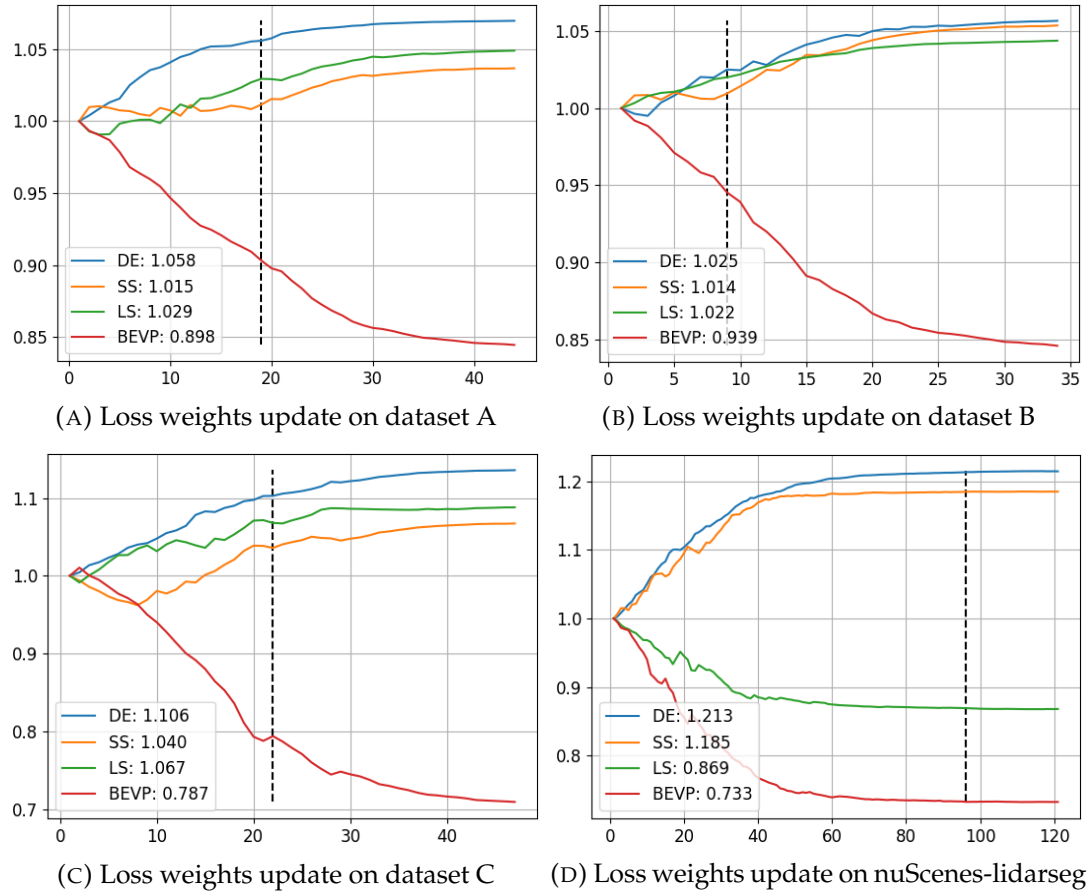 1.05
1.00
0.95
0.90
0.85
DE: 1.058
SS: 1.015
LS: 1.029
BEVP: 0.898
0 10 20 30 40
(A) Loss weights update on dataset A
1.05
1.00
0.95
0.90
0.85
DE: 1.025
SS: 1.014
LS: 1.022
BEVP: 0.939
0 5 10 15 20 25 30 35
(B) Loss weights update on dataset B
1.1
1.0
0.9
0.8
0.7
DE: 1.106
SS: 1.040
LS: 1.067
BEVP: 0.787
0 10 20 30 40
(C) Loss weights update on dataset C
1.2
1.1
1.0
0.9
0.8
DE: 1.213
SS: 1.185
LS: 0.869
BEVP: 0.733
0 20 40 60 80 100 120
(D) Loss weights update on nuScenes-lidarseg